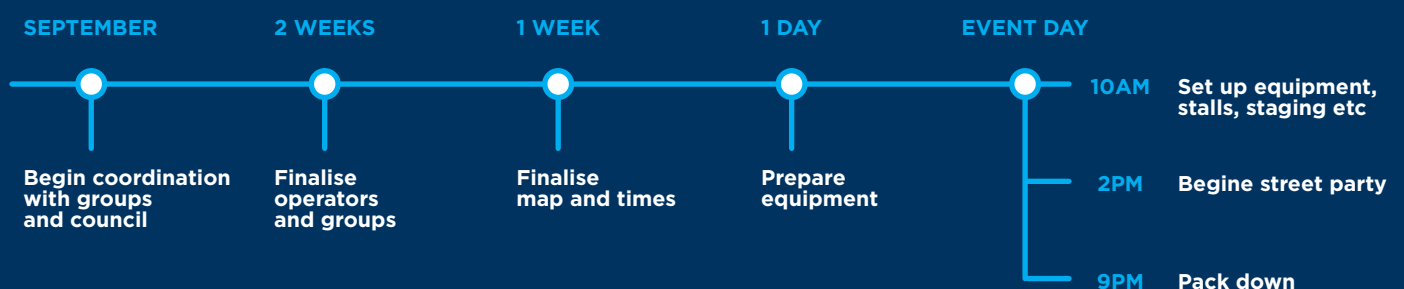 SEPTEMBER
Begin coordination
with groups
and council
2 WEEKS
Finalise
operators
and groups
1 WEEK
Finalise
map and times
1 DAY
Prepare
equipment
EVENT DAY
10AM Set up equipment,
stalls, staging etc
2PM Begine street party
9PM Pack down